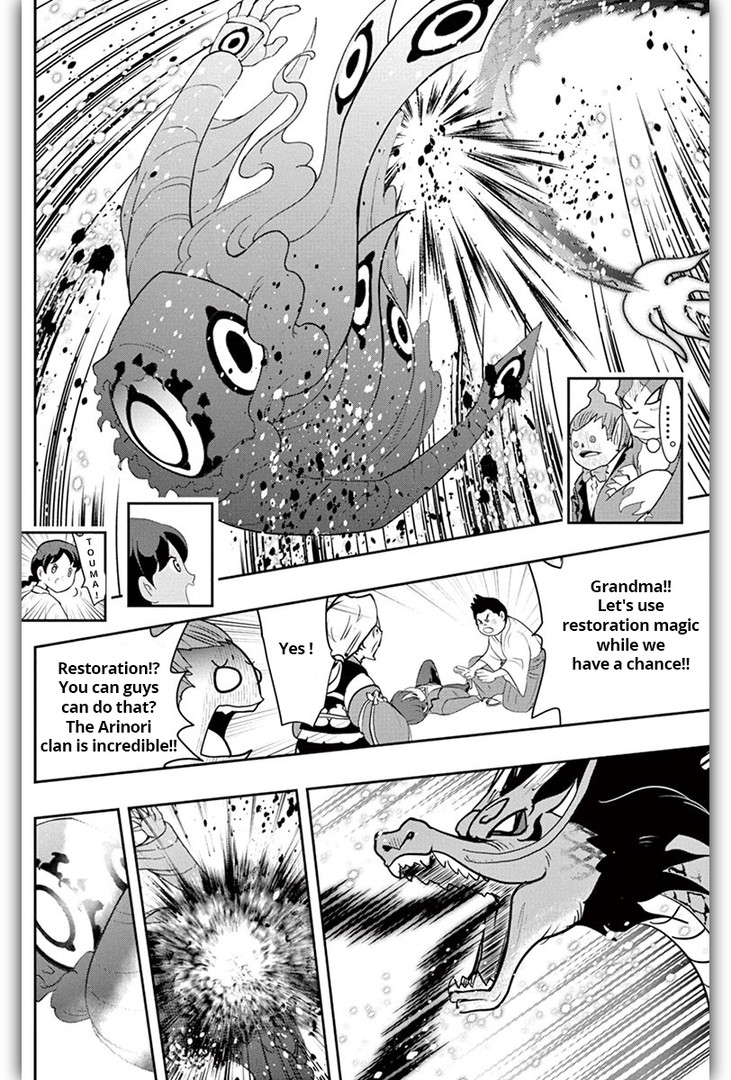 ......
TOUMA!
Grandma!!
Let's use
restoration magic
while we
have a chance!!
Yes !
Restoration!?
You can guys
can do that?
The Arinori
clan is incredible!!